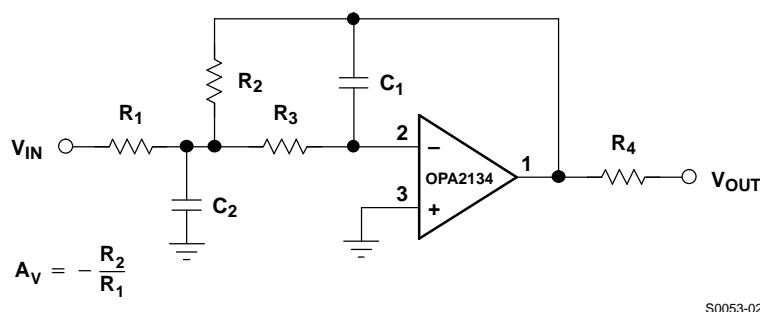 R2
C1
R1
R3
VIN
2
−
OPA2134
1
R4
3
+
VOUT
C2
AV = − R2
R1
S0053-02